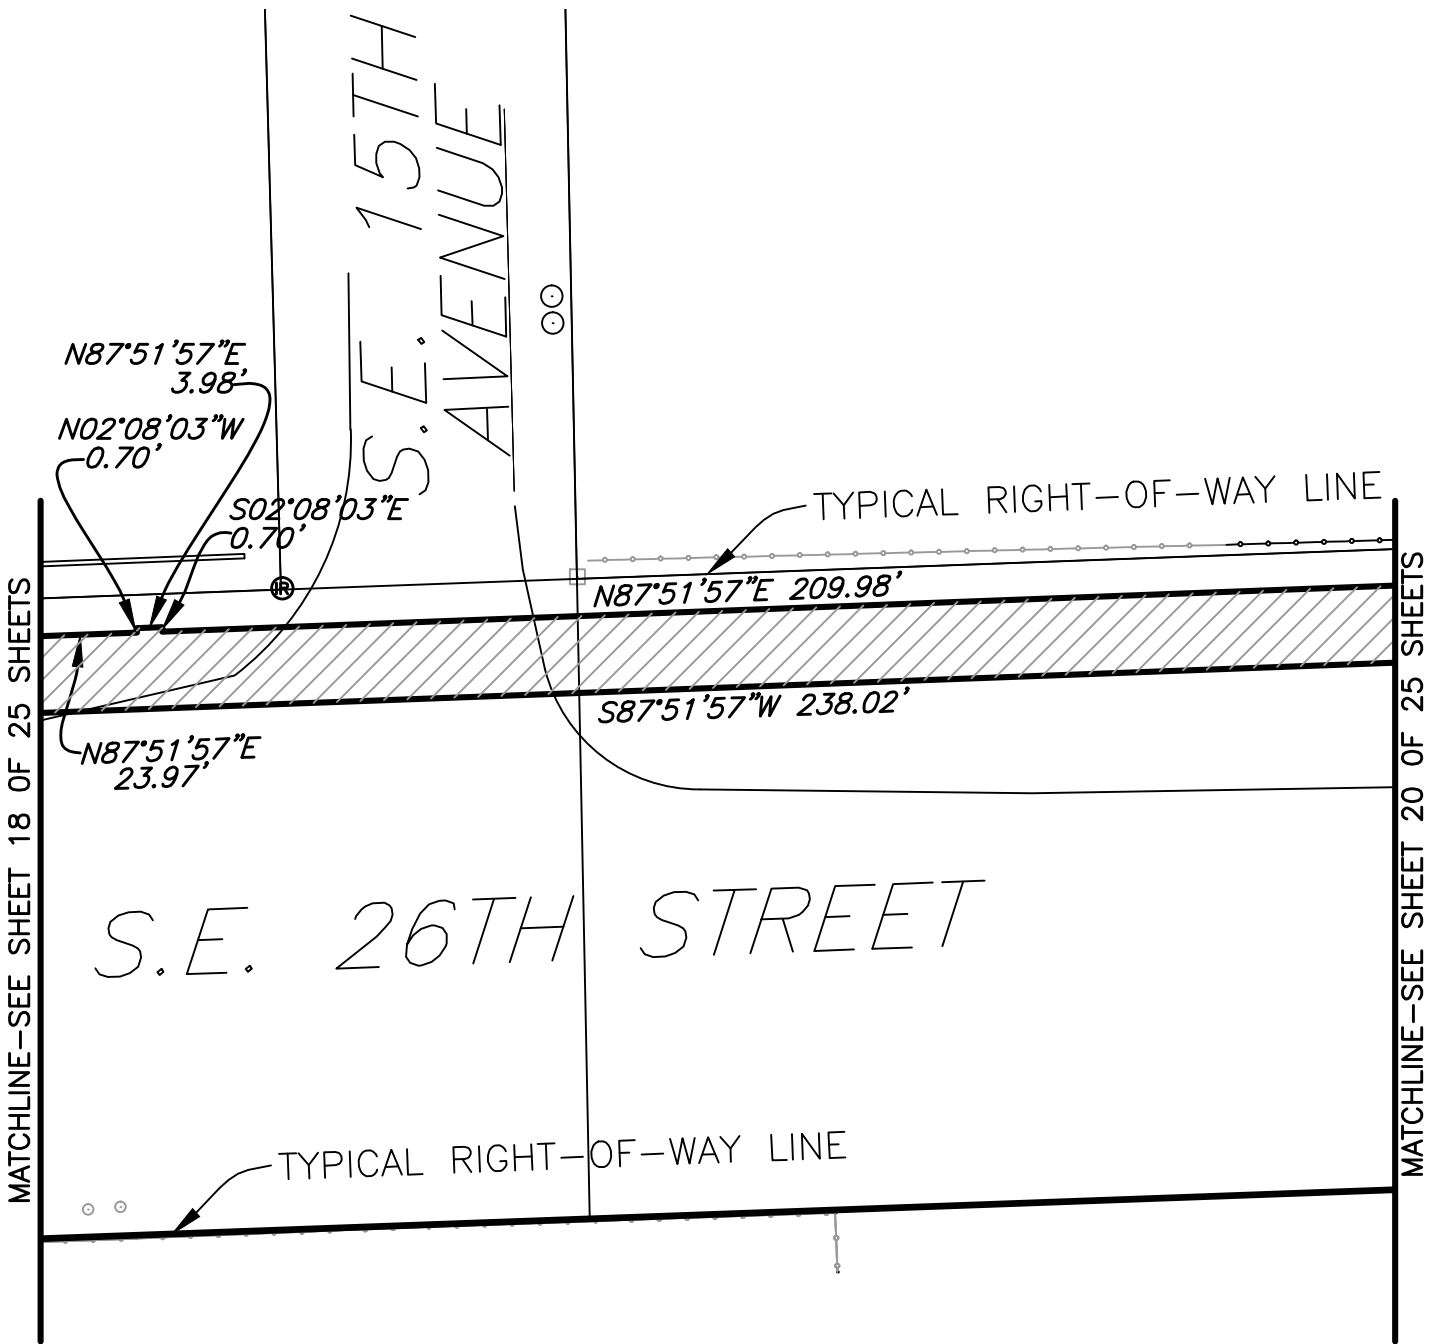 S.E. 15TH
AVENUE
N87°51'57"E
3.98'
N02°08'03"W
0.70'
S02°08'03"E
0.70'
TYPICAL RIGHT-OF-WAY LINE
IR
N87°51'57"E 209.98'
S87°51'57"W 238.02'
N87°51'57"E
23.97'
S.E. 26TH STREET
TYPICAL RIGHT-OF-WAY LINE
MATCHLINE-SEE SHEET 18 OF 25 SHEETS
MATCHLINE-SEE SHEET 20 OF 25 SHEETS